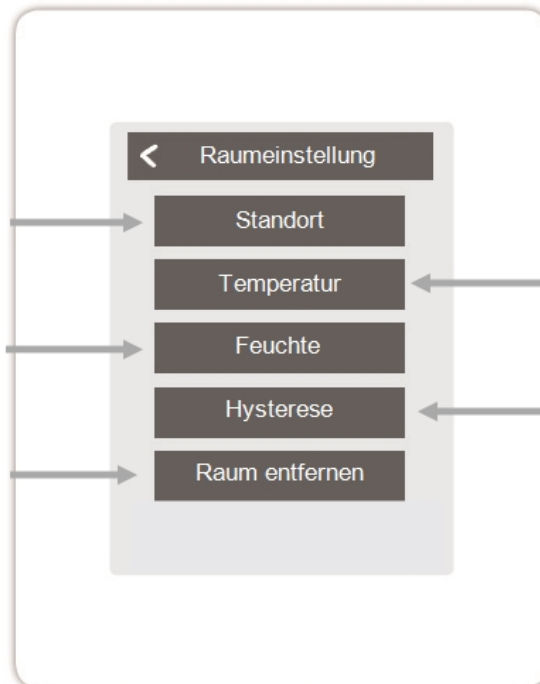 Raumeinstellung
Standort
Temperatur
Feuchte
Hysterese
Raum entfernen